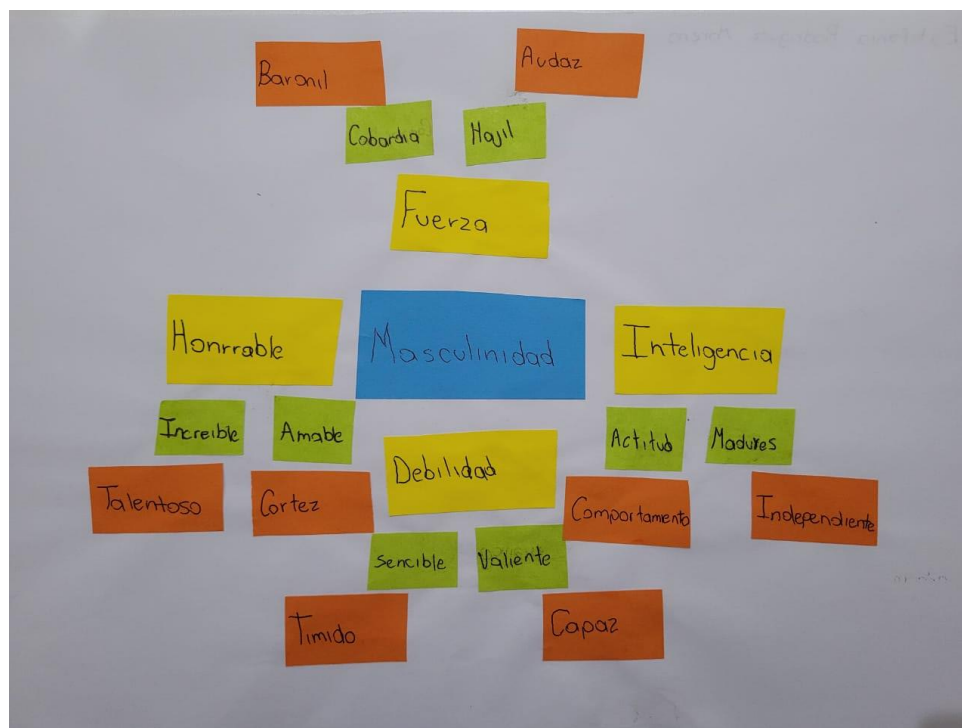 Baronil
Audaz
Cobardia
Hajil
Fuerza
Honrrable
Masculinidad
Inteligencia
Increible
Amable
Actitud
Madures
Debilidad
Talentoso
Cortez
Comportamento
Independiente
Sencible
Valiente
Timido
Capaz